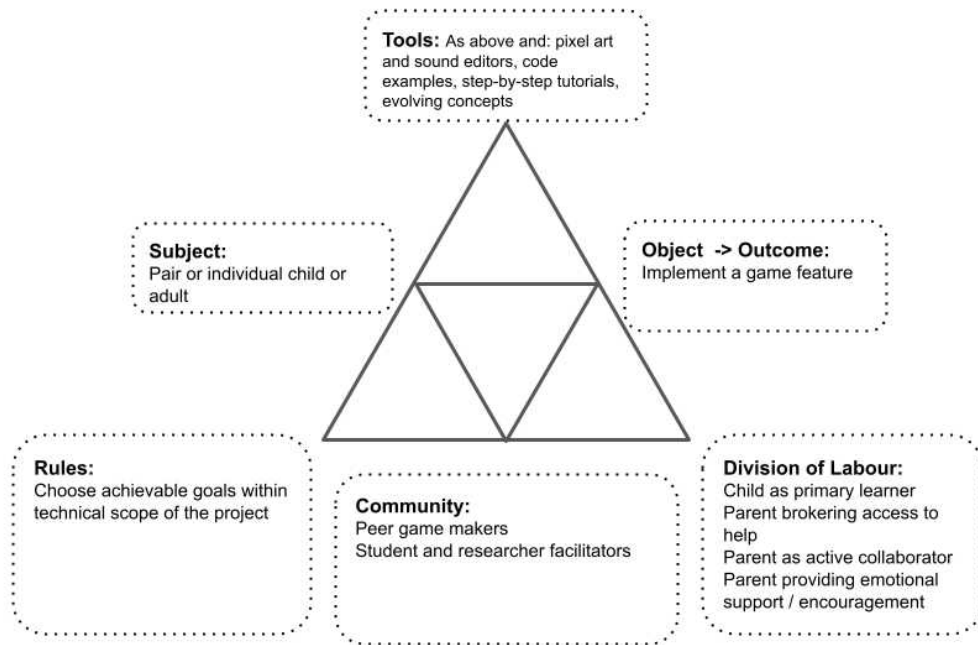 Tools: As above and: pixel art
and sound editors, code
examples, step-by-step tutorials,
evolving concepts
Subject:
Pair or individual child or
adult
Object -> Outcome:
Implement a game feature
Rules:
Choose achievable goals within
technical scope of the project
Community:
Peer game makers
Student and researcher facilitators
Division of Labour:
Child as primary learner
Parent brokering access to
help
Parent as active collaborator
Parent providing emotional
support / encouragement